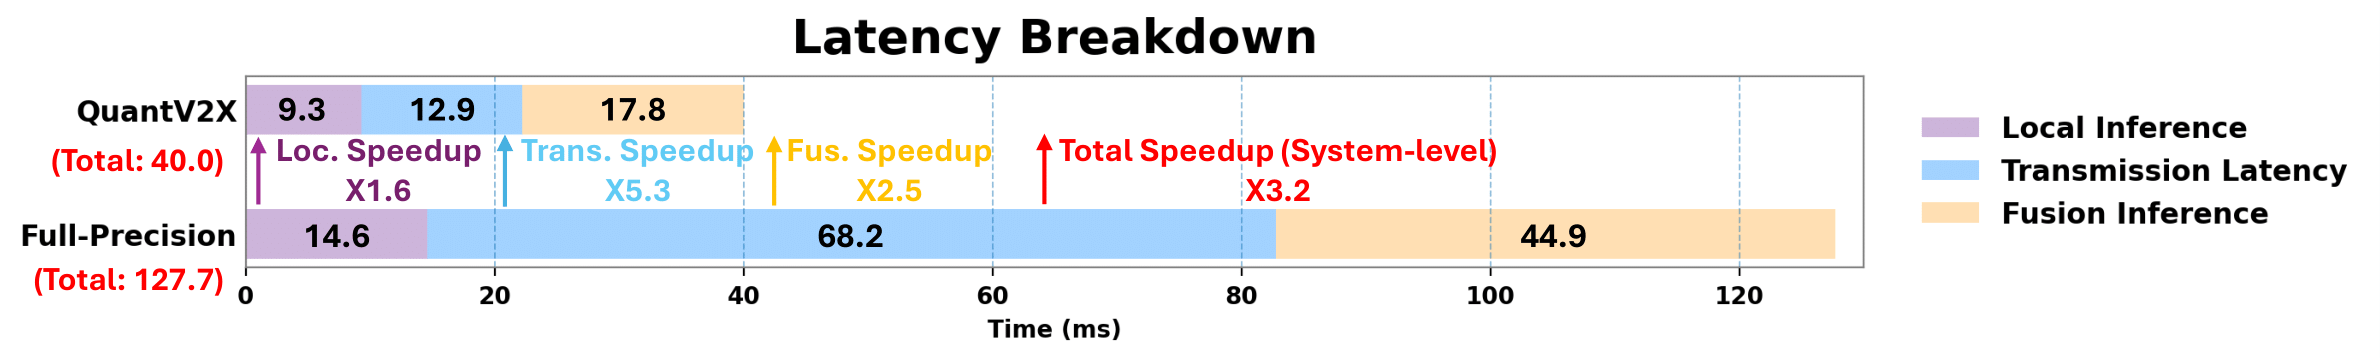 Latency Breakdown
QuantV2X
(Total: 40.0)
9.3
12.9
17.8
Loc. Speedup
X1.6
Trans. Speedup
X5.3
Fus. Speedup
X2.5
Total Speedup (System-level)
X3.2
Full-Precision
(Total: 127.7)
14.6
68.2
44.9
0
20
40
60
80
100
120
Time (ms)
Local Inference
Transmission Latency
Fusion Inference